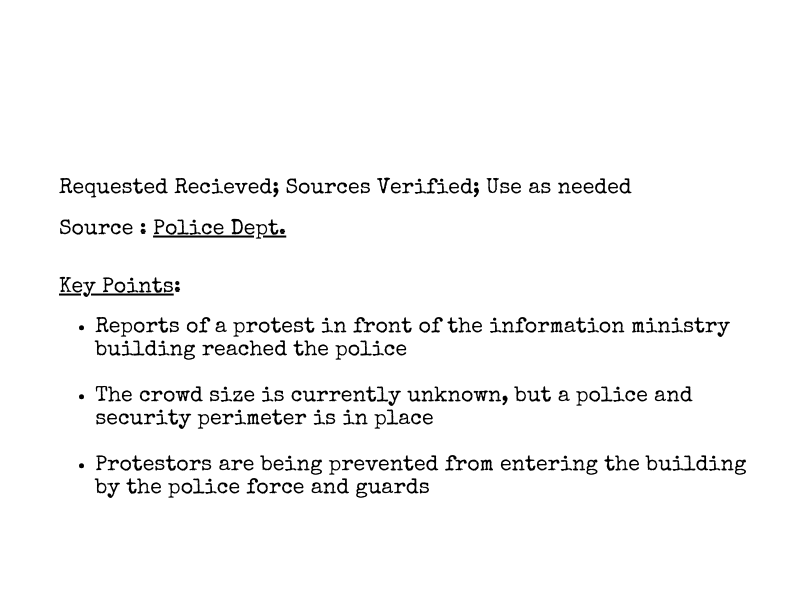 Requested Recieved; Sources Verified; Use as needed
Source : Police Dept.
Key Points:
• Reports of a protest in front of the information ministry
building reached the police
• The crowd size is currently unknown, but a police and
security perimeter is in place
• Protestors are being prevented from entering the building
by the police force and guards